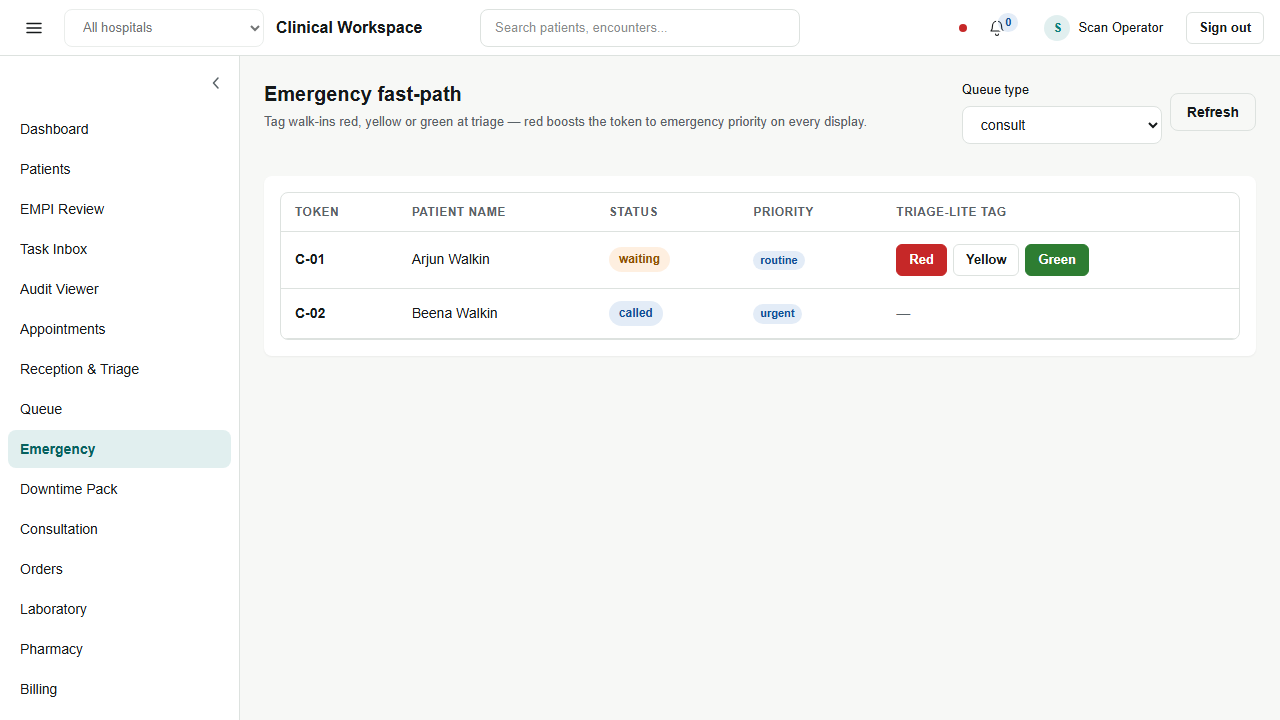 All hospitals
Clinical Workspace
Search patients, encounters...
0
S
Scan Operator
Sign out
Dashboard
Patients
EMPI Review
Task Inbox
Audit Viewer
Appointments
Reception & Triage
Queue
Emergency
Downtime Pack
Consultation
Orders
Laboratory
Pharmacy
Billing
Emergency fast-path
Tag walk-ins red, yellow or green at triage — red boosts the token to emergency priority on every display.
Queue type
consult
Refresh
TOKEN PATIENT NAME STATUS PRIORITY TRIAGE-LITE TAG
C-01 Arjun Walkin waiting routine Red Yellow Green
C-02 Beena Walkin called urgent —